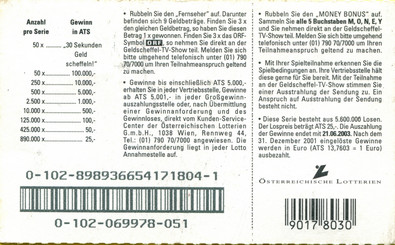 Anzahl pro Serie
Gewinn in ATS
50 x „30 Sekunden
Geld
scheffeln!"
50 x 100.000,-
250 x 10.000,-
500 x 5.000,-
2.500 x 1.000,-
10.000 x 500,-
125.000 x 100,-
425.000 x 50,-
890.000 x 25,-
• Rubbeln Sie den „Fernseher" auf. Darunter
befinden sich 9 Geldbeträge. Finden Sie 3 x
den gleichen Geldbetrag, so haben Sie diesen
Betrag 1 x gewonnen. Finden Sie 3 x das ORF-
Symbol ORF so nehmen Sie direkt an der
Geldscheffel-TV-Show teil. Melden Sie sich
bitte umgehend telefonisch unter (01) 790
70/7000 um Ihren Teilnahmeanspruch geltend
zu machen.
• Gewinne bis einschließlich ATS 5.000,-
erhalten Sie in jeder Vertriebsstelle, Gewinne
ab ATS 5.001,- in jeder Großgewinn-
auszahlungsstelle, oder nach Übermittlung
einer Gewinnanforderung und des
Gewinnloses, direkt vom Kunden-Service-
Center der Österreichischen Lotterien
G.m.b.H., 1038 Wien, Rennweg 44,
Tel.: (01) 790 70/7000 angewiesen. Die
Gewinnanforderung liegt in jeder Lotto
Annahmestelle auf.
• Rubbeln Sie den „MONEY BONUS" auf.
Sammeln Sie alle 5 Buchstaben M, O, N, E, Y
und Sie nehmen direkt an der Geldscheffel-
TV-Show teil. Melden Sie sich bitte umgehend
telefonisch unter (01) 790 70/7000 um Ihren
Teilnahmeanspruch geltend zu machen.
• Mit Ihrer Spielteilnahme erkennen Sie die
Spielbedingungen an. Ihre Vertriebsstelle hält
diese gerne für Sie bereit. Mit der Teilnahme
an der Geldscheffel-TV-Show stimmen Sie
einer Ausstrahlung der Sendung zu. Ein
Anspruch auf Ausstrahlung der Sendung
besteht nicht.
• Diese Serie besteht aus 5.600.000 Losen.
Der Lospreis beträgt ATS 25,-. Die Auszahlung
der Gewinne endet mit 21.06.2003. Nach dem
31. Dezember 2001 eingelöste Gewinne
werden in Euro (ATS 13,7603 = 1 Euro)
ausbezahlt.
0-102-898936654171804-1
0-102-069978-051
ÖSTERREICHISCHE LOTTERIEN
9017 8030